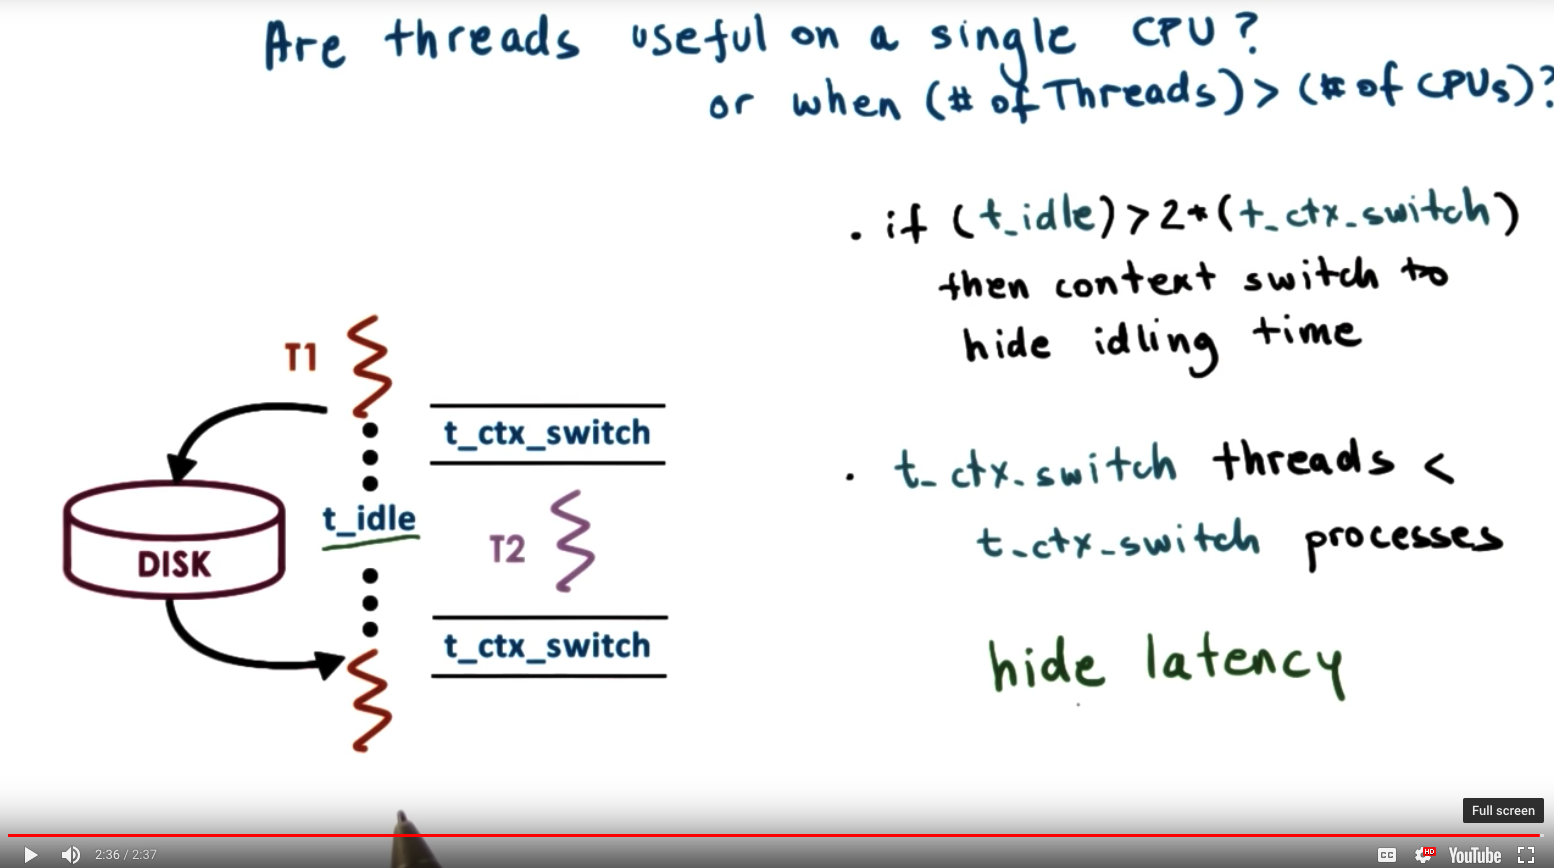 Are threads useful on a single CPU?
or when (# of Threads) > (# of CPUs)?
. if (t_idle) > 2*(t_ctx_switch)
then context switch to
hide idling time
T1
t_ctx_switch
. t_ctx_switch threads <
t_idle
T2
t_ctx_switch processes
DISK
t_ctx_switch
hide latency
Full screen
2:36 / 2:37
CC
HD
YouTube